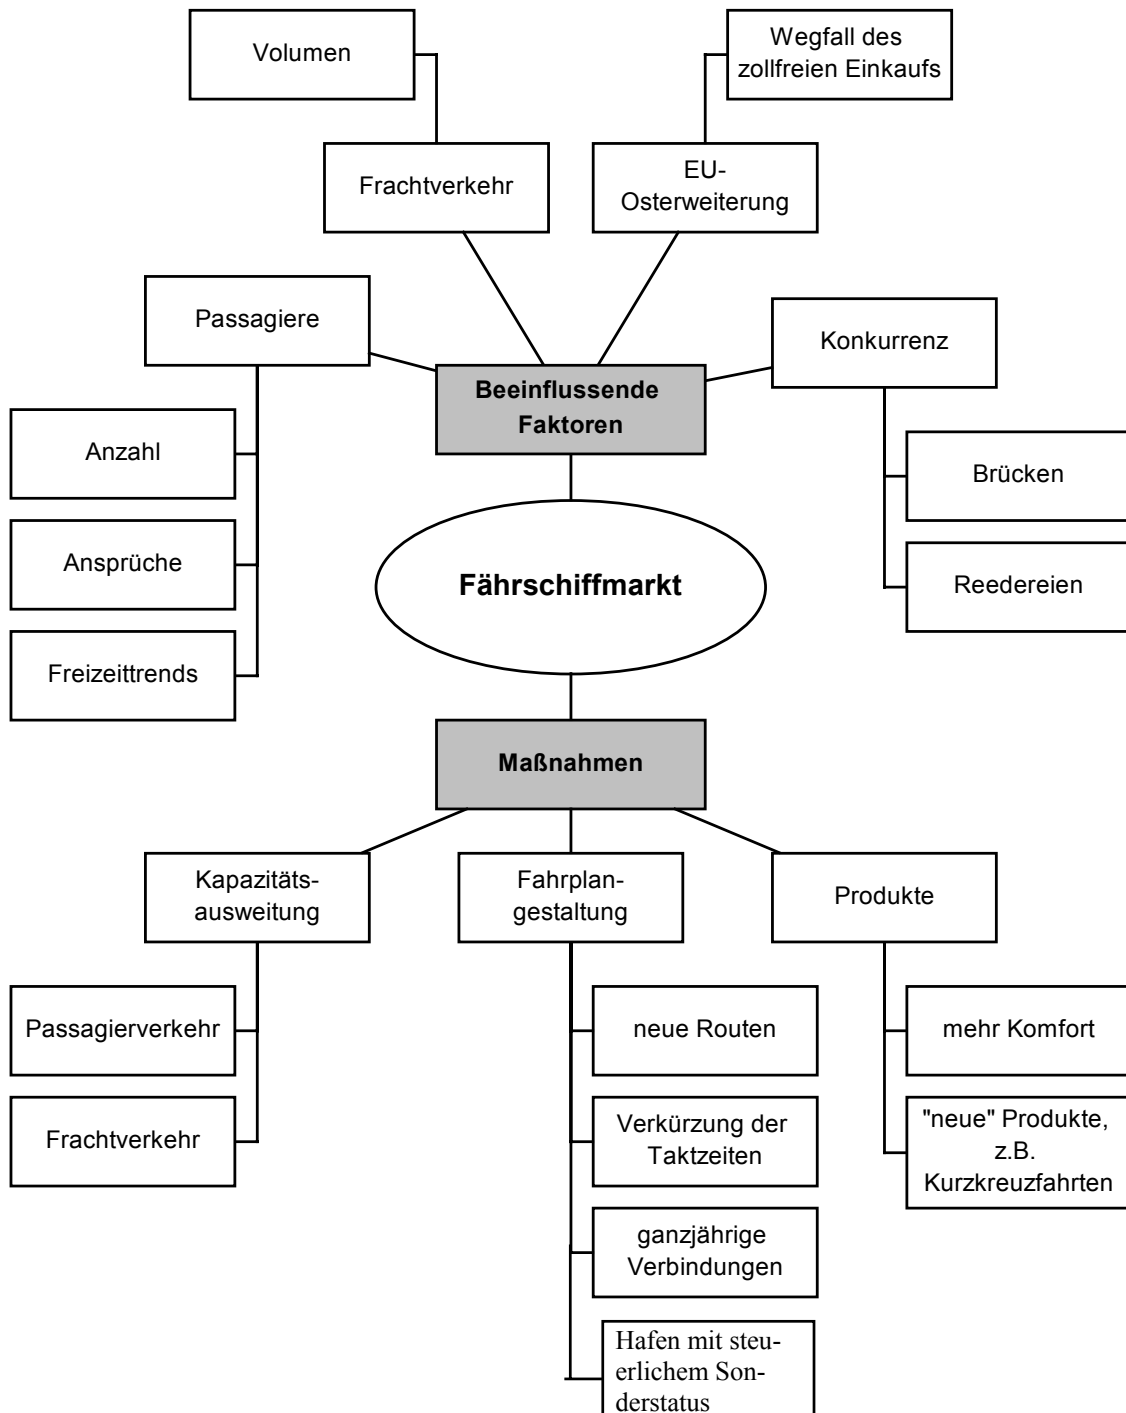 Volumen
Wegfall des
zollfreien Einkaufs
Frachtverkehr
EU-
Osterweiterung
Passagiere
Konkurrenz
Beeinflussende
Faktoren
Anzahl
Brücken
Ansprüche
Reedereien
Fährschiffmarkt
Freizeittrends
Maßnahmen
Kapazitäts-
ausweitung
Fahrplan-
gestaltung
Produkte
Passagierverkehr
neue Routen
mehr Komfort
Frachtverkehr
Verkürzung der
Taktzeiten
"neue" Produkte,
z.B.
Kurzkreuzfahrten
ganzjährige
Verbindungen
Hafen mit steu-
erlichem Son-
derstatus